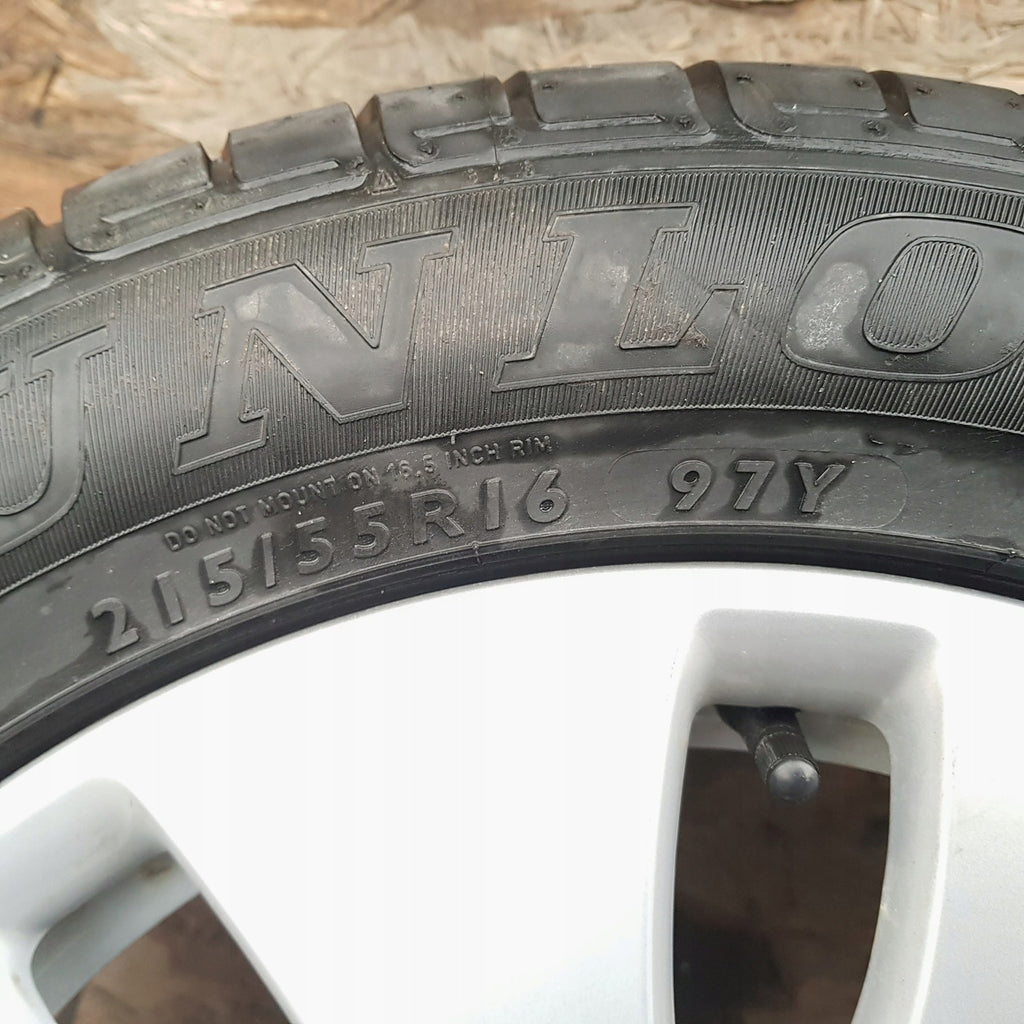 UNLO
DO NOT MOUNT ON 16.5 INCH RIM
215/55R16 97Y